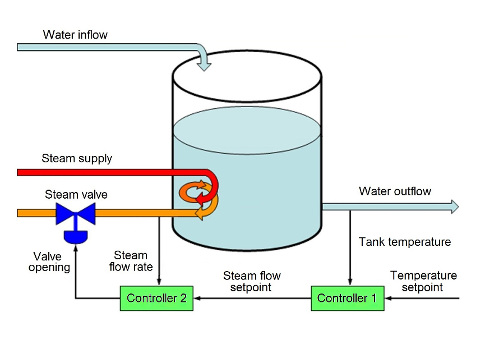 Water inflow
Steam supply
Steam valve
Water outflow
Valve
opening
Steam
flow rate
Tank temperature
Steam flow
setpoint
Temperature
setpoint
Controller 2
Controller 1